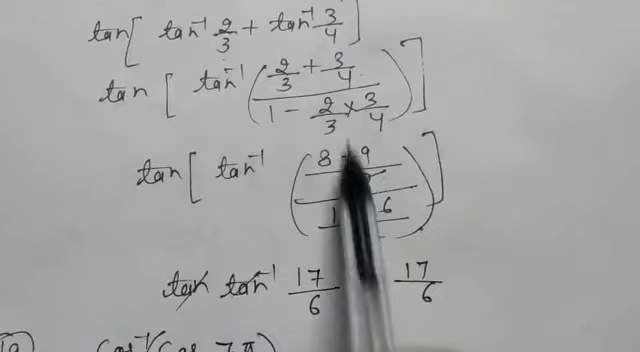 tan[ tan⁻¹ 2/3 + tan⁻¹ 3/4 ]
tan [ tan⁻¹ ( (2/3 + 3/4) / (1 - 2/3 × 3/4) ) ]
tan [ tan⁻¹ ( 8 9 / 1 6 ) ]
tan tan⁻¹ 17/6 17/6